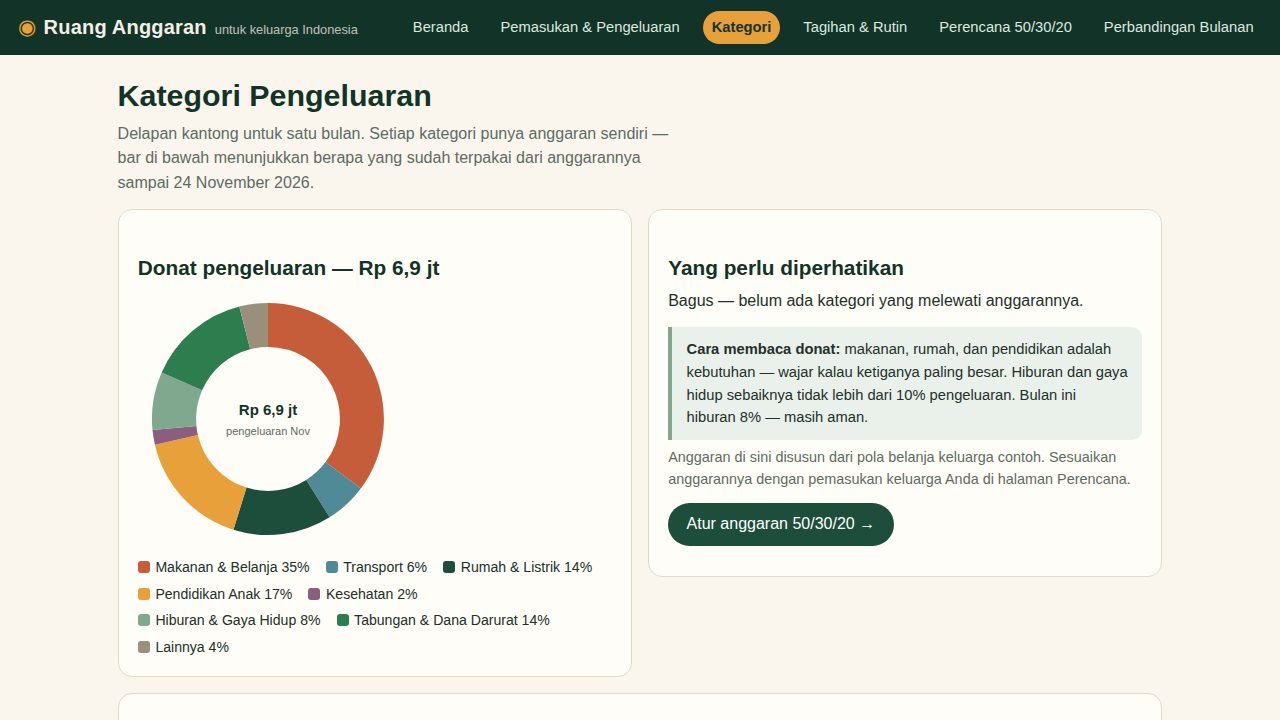 ◉ Ruang Anggaran untuk keluarga Indonesia
Beranda
Pemasukan & Pengeluaran
Kategori
Tagihan & Rutin
Perencana 50/30/20
Perbandingan Bulanan
Kategori Pengeluaran
Delapan kantong untuk satu bulan. Setiap kategori punya anggaran sendiri —
bar di bawah menunjukkan berapa yang sudah terpakai dari anggarannya
sampai 24 November 2026.
Donat pengeluaran — Rp 6,9 jt
Rp 6,9 jt
pengeluaran Nov
Makanan & Belanja 35%
Transport 6%
Rumah & Listrik 14%
Pendidikan Anak 17%
Kesehatan 2%
Hiburan & Gaya Hidup 8%
Tabungan & Dana Darurat 14%
Lainnya 4%
Yang perlu diperhatikan
Bagus — belum ada kategori yang melewati anggarannya.
Cara membaca donat: makanan, rumah, dan pendidikan adalah
kebutuhan — wajar kalau ketiganya paling besar. Hiburan dan gaya
hidup sebaiknya tidak lebih dari 10% pengeluaran. Bulan ini
hiburan 8% — masih aman.
Anggaran di sini disusun dari pola belanja keluarga contoh. Sesuaikan
anggarannya dengan pemasukan keluarga Anda di halaman Perencana.
Atur anggaran 50/30/20 →